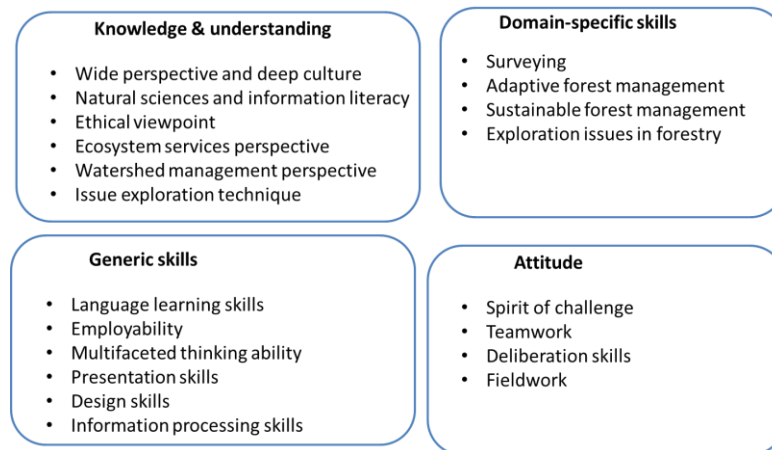 Knowledge & understanding
• Wide perspective and deep culture
• Natural sciences and information literacy
• Ethical viewpoint
• Ecosystem services perspective
• Watershed management perspective
• Issue exploration technique
Domain-specific skills
• Surveying
• Adaptive forest management
• Sustainable forest management
• Exploration issues in forestry
Generic skills
• Language learning skills
• Employability
• Multifaceted thinking ability
• Presentation skills
• Design skills
• Information processing skills
Attitude
• Spirit of challenge
• Teamwork
• Deliberation skills
• Fieldwork